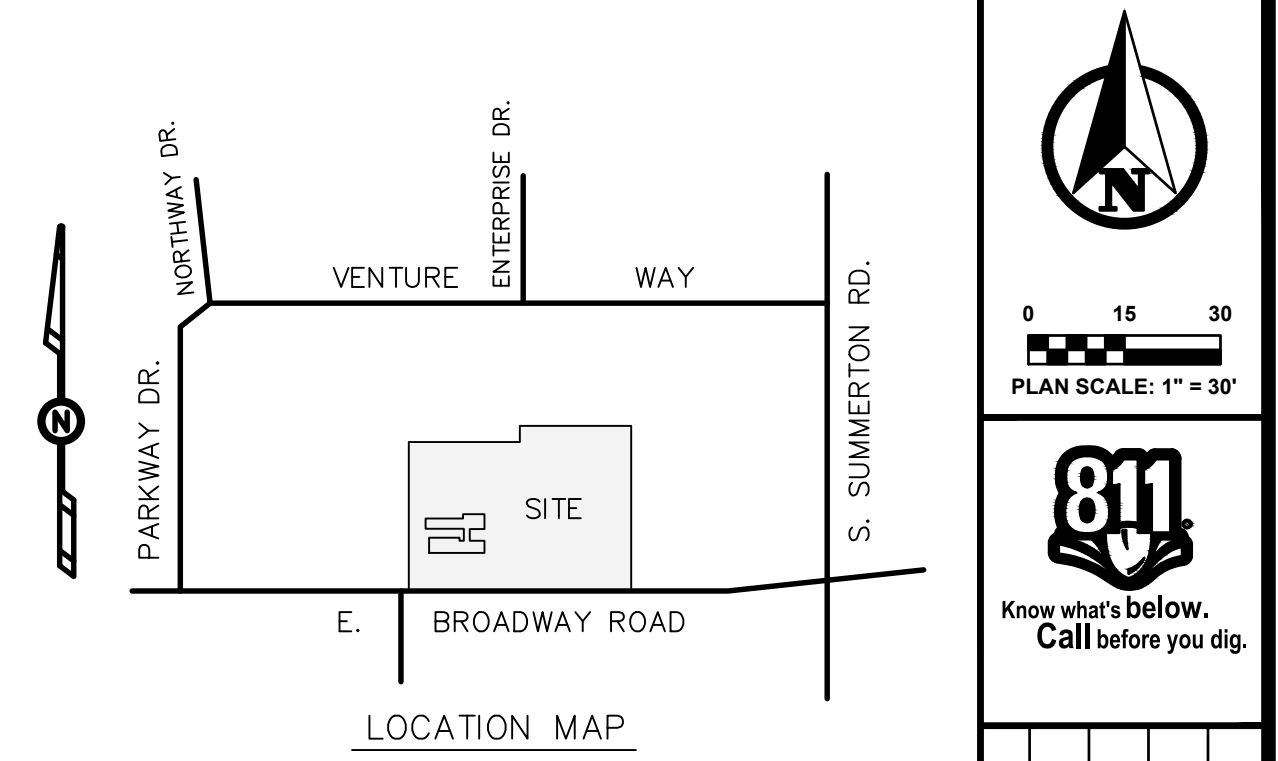 NORTHWAY DR.
ENTERPRISE DR.
VENTURE WAY
S. SUMMERTON RD.
PARKWAY DR.
N
SITE
E. BROADWAY ROAD
LOCATION MAP
N
0 15 30
PLAN SCALE: 1" = 30'
811®
Know what's below.
Call before you dig.